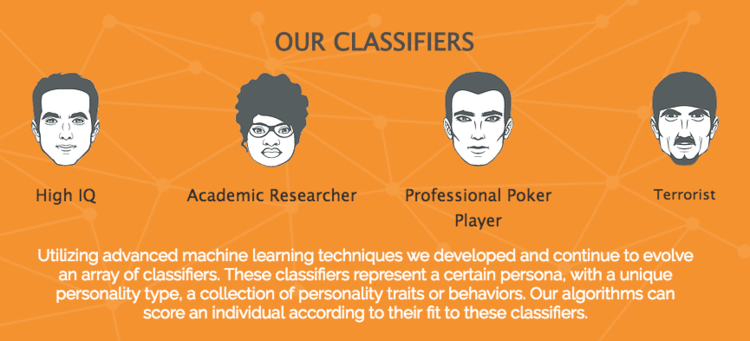 OUR CLASSIFIERS
High IQ
Academic Researcher
Professional Poker
Player
Terrorist
Utilizing advanced machine learning techniques we developed and continue to evolve
an array of classifiers. These classifiers represent a certain persona, with a unique
personality type, a collection of personality traits or behaviors. Our algorithms can
score an individual according to their fit to these classifiers.